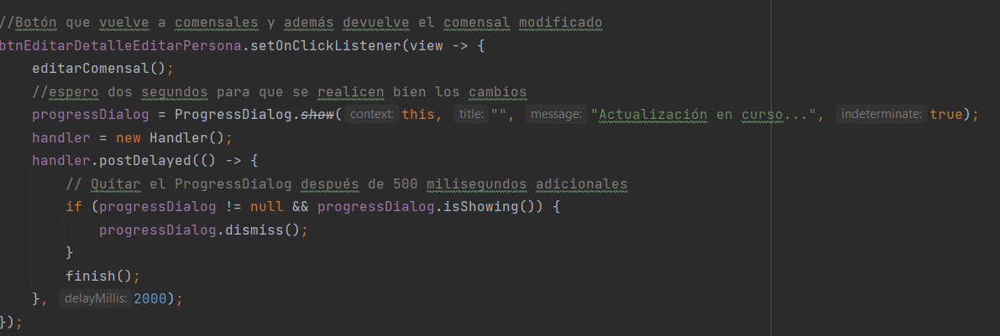 //Botón que vuelve a comensales y además devuelve el comensal modificado
btnEditarDetalleEditarPersona.setOnClickListener(view -> {
editarComensal();
//espero dos segundos para que se realicen bien los cambios
progressDialog = ProgressDialog.show( context: this, title: "", message: "Actualización en curso...", indeterminate: true);
handler = new Handler();
handler.postDelayed(() -> {
// Quitar el ProgressDialog después de 500 milisegundos adicionales
if (progressDialog != null && progressDialog.isShowing()) {
progressDialog.dismiss();
}
finish();
}, delayMillis: 2000);
});